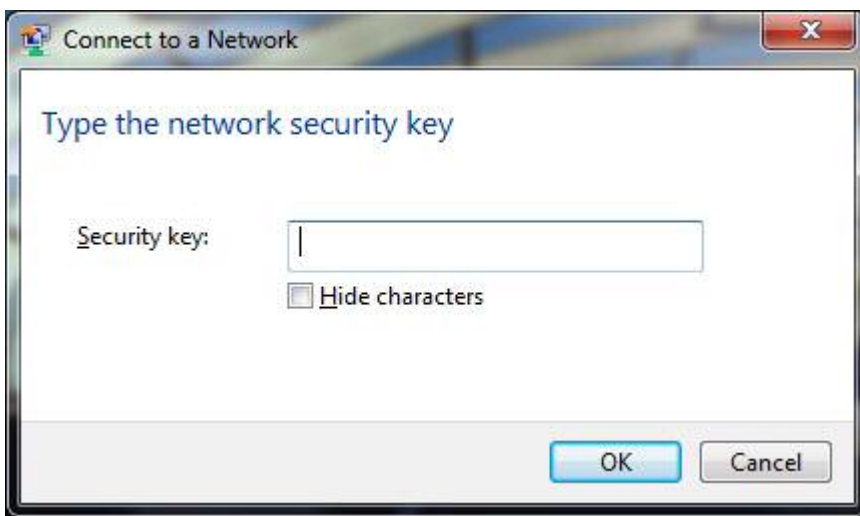 Connect to a Network
Type the network security key
Security key:
Hide characters
OK Cancel